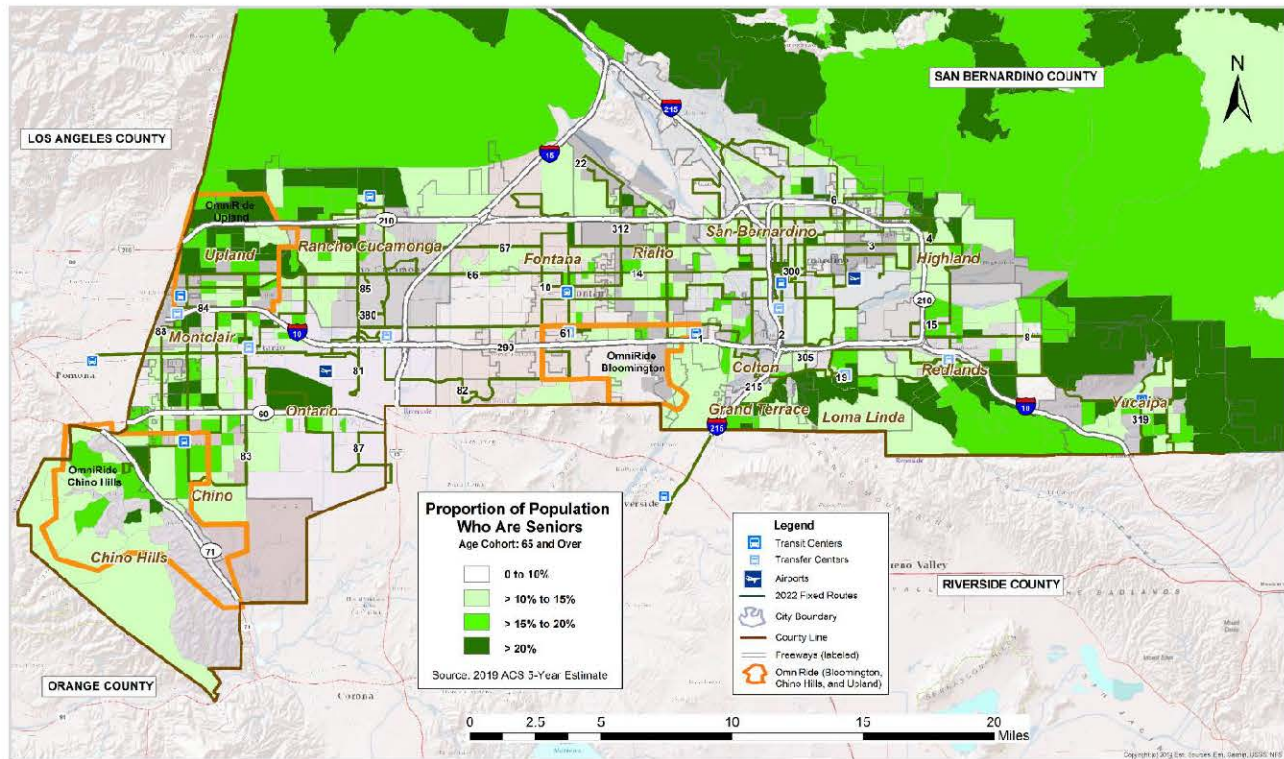 LOS ANGELES COUNTY
SAN BERNARDINO COUNTY
N
215
15
22
OmniRide
Upland
Upland
210
Rancho Cucamonga
67
66
Fontana
312
Rialto
14
10
San Bernardino
6
3
4
Highland
300
210
15
8
85
380
84
88
Montclair
10
290
61
OmniRide
Bloomington
1
2
305
Colton
215
19
Redlands
Pomona
81
82
Grand Terrace
Loma Linda
10
Yucaipa
319
60
Ontario
215
87
83
OmniRide
Chino Hills
Chino
Chino Hills
71
Proportion of Population
Who Are Seniors
Age Cohort: 65 and Over
0 to 10%
> 10% to 15%
> 15% to 20%
> 20%
Source: 2019 ACS 5-Year Estimate
Legend
Transit Centers
Transfer Centers
Airports
2022 Fixed Routes
City Boundary
County Line
Freeways (labeled)
OmniRide (Bloomington,
Chino Hills, and Upland)
RIVERSIDE COUNTY
ORANGE COUNTY
Corona
0 2.5 5 10 15 20
Miles